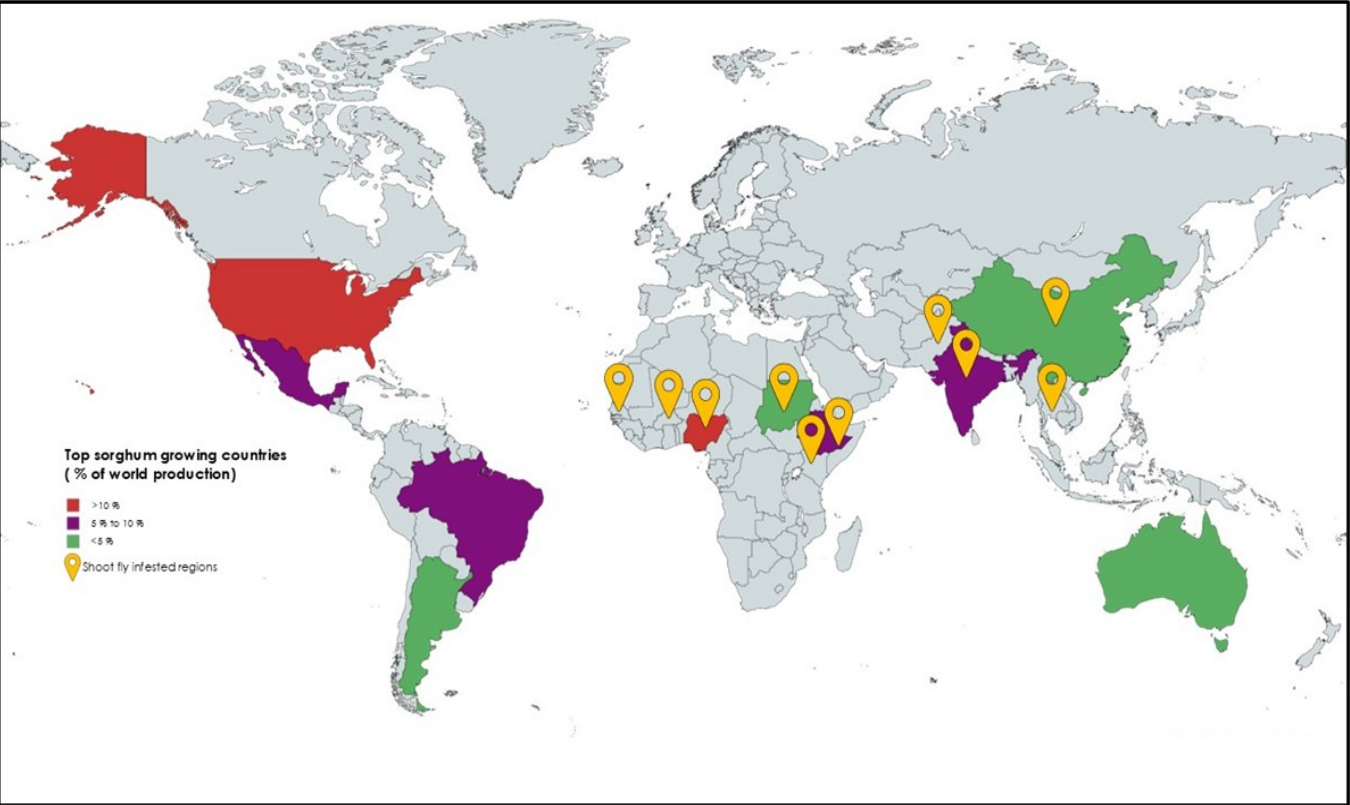 Top sorghum growing countries
( % of world production)
>10 %
5 % to 10 %
<5 %
Shoot fly infested regions